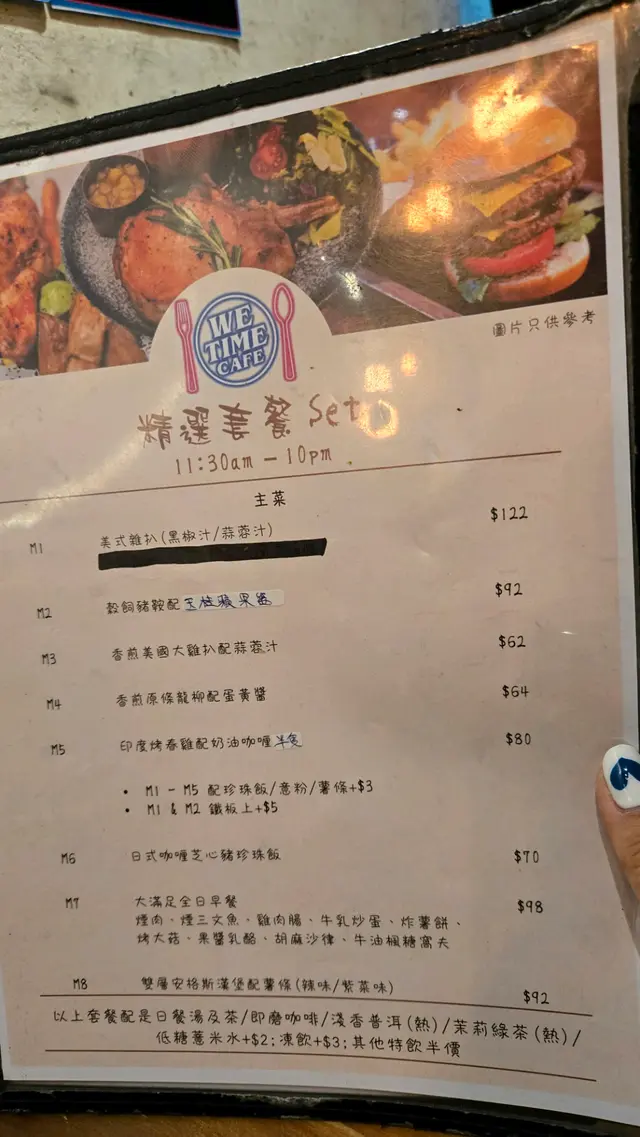 WE
TIME
CAFE
圖片只供參考
精選套餐 Set
11:30am — 10pm
主菜
M1 美式雜扒(黑椒汁/蒜蓉汁) $122
M2 穀飼豬鞍配玉桂蘋果醬 $92
M3 香煎美國大雞扒配蒜蓉汁 $62
M4 香煎原條龍柳配蛋黃醬 $64
M5 印度烤春雞配奶油咖喱半隻 $80
• M1 - M5 配珍珠飯/意粉/薯條+$3
• M1 & M2 鐵板上+$5
M6 日式咖喱芝心豬珍珠飯 $70
M7 大滿足全日早餐 $98
煙肉、煙三文魚、雞肉腸、牛乳炒蛋、炸薯餅、
烤大菇、果醬乳酪、胡麻沙律、牛油楓糖窩夫
M8 雙層安格斯漢堡配薯條(辣味/紫菜味) $92
以上套餐配是日餐湯及茶/即磨咖啡/淺香普洱(熱)/茉莉綠茶(熱)/
低糖薏米水+$2;凍飲+$3;其他特飲半價